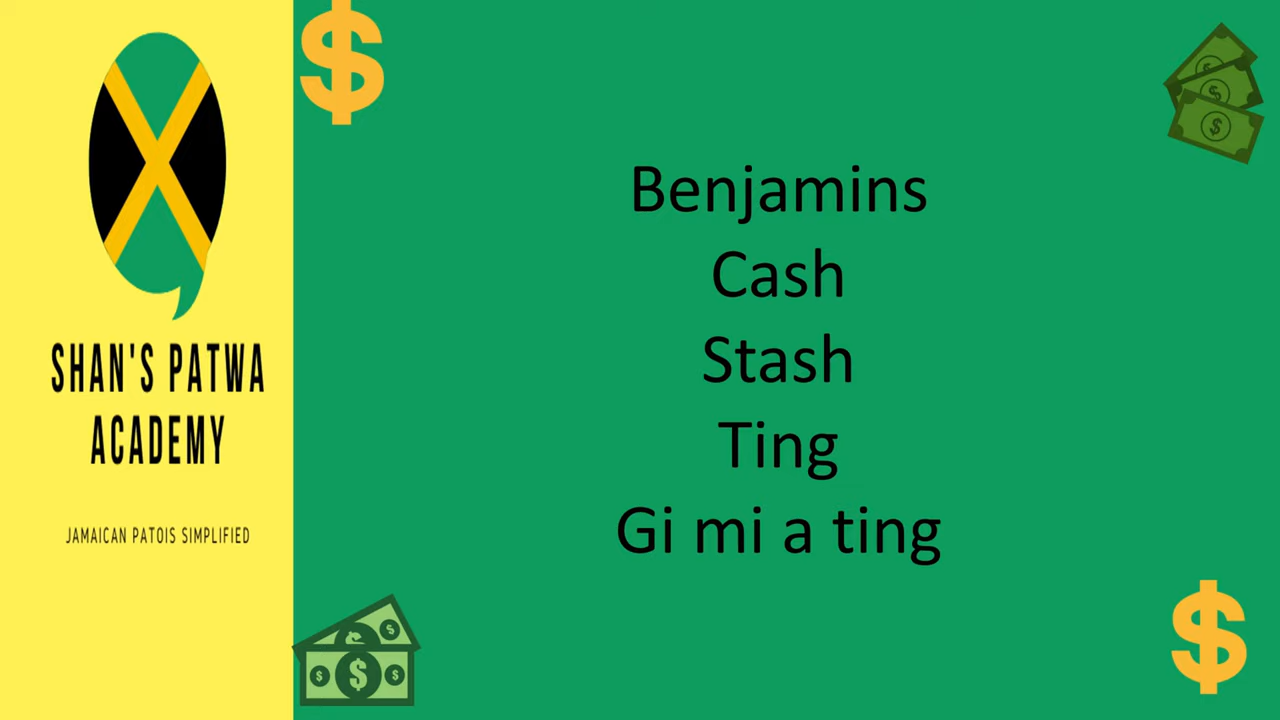 SHAN'S PATWA
ACADEMY
JAMAICAN PATOIS SIMPLIFIED
Benjamins
Cash
Stash
Ting
Gi mi a ting